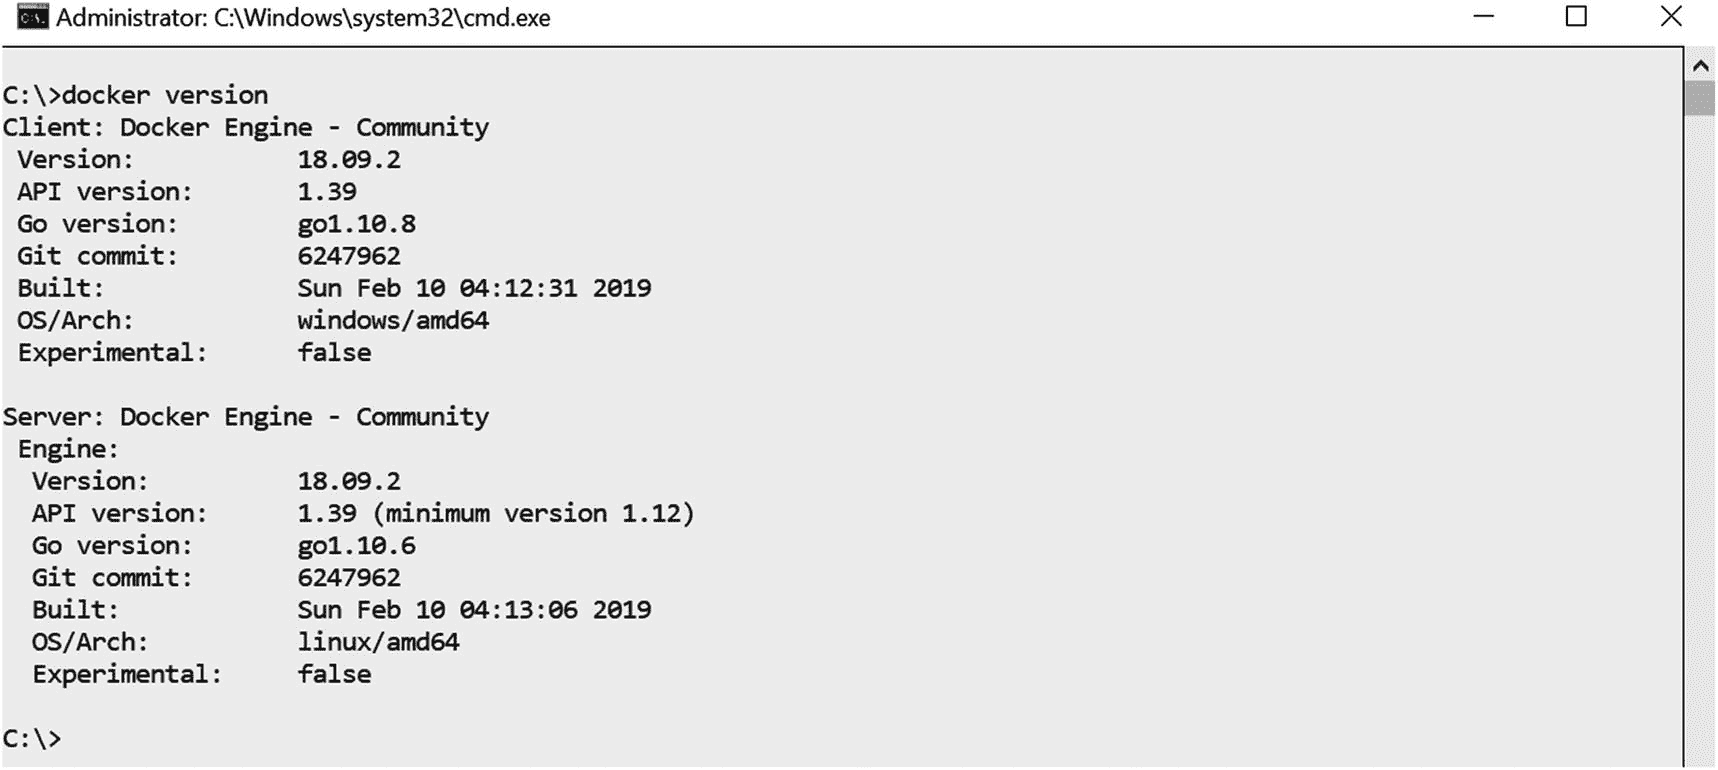 Administrator: C:\Windows\system32\cmd.exe
C:\>docker version
Client: Docker Engine - Community
 Version:           18.09.2
 API version:       1.39
 Go version:        go1.10.8
 Git commit:        6247962
 Built:             Sun Feb 10 04:12:31 2019
 OS/Arch:           windows/amd64
 Experimental:      false
Server: Docker Engine - Community
 Engine:
  Version:          18.09.2
  API version:      1.39 (minimum version 1.12)
  Go version:       go1.10.6
  Git commit:       6247962
  Built:            Sun Feb 10 04:13:06 2019
  OS/Arch:          linux/amd64
  Experimental:     false
C:\>